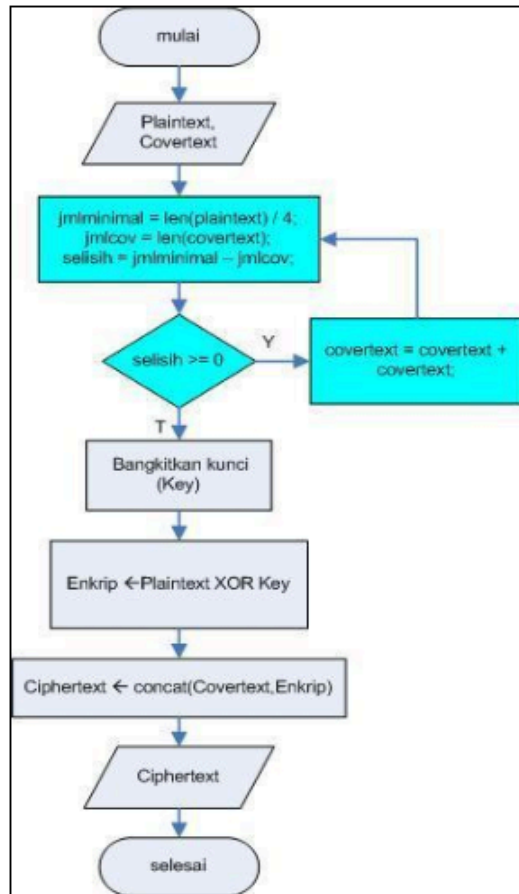 mulai
Plaintext,
Covertext
jmlminimal = len(plaintext) / 4;
jmlcov = len(covertext);
selisih = jmlminimal – jmlcov;
selisih >= 0
Y
covertext = covertext +
covertext;
T
Bangkitkan kunci
(Key)
Enkrip ←Plaintext XOR Key
Ciphertext ← concat(Covertext,Enkrip)
Ciphertext
selesai